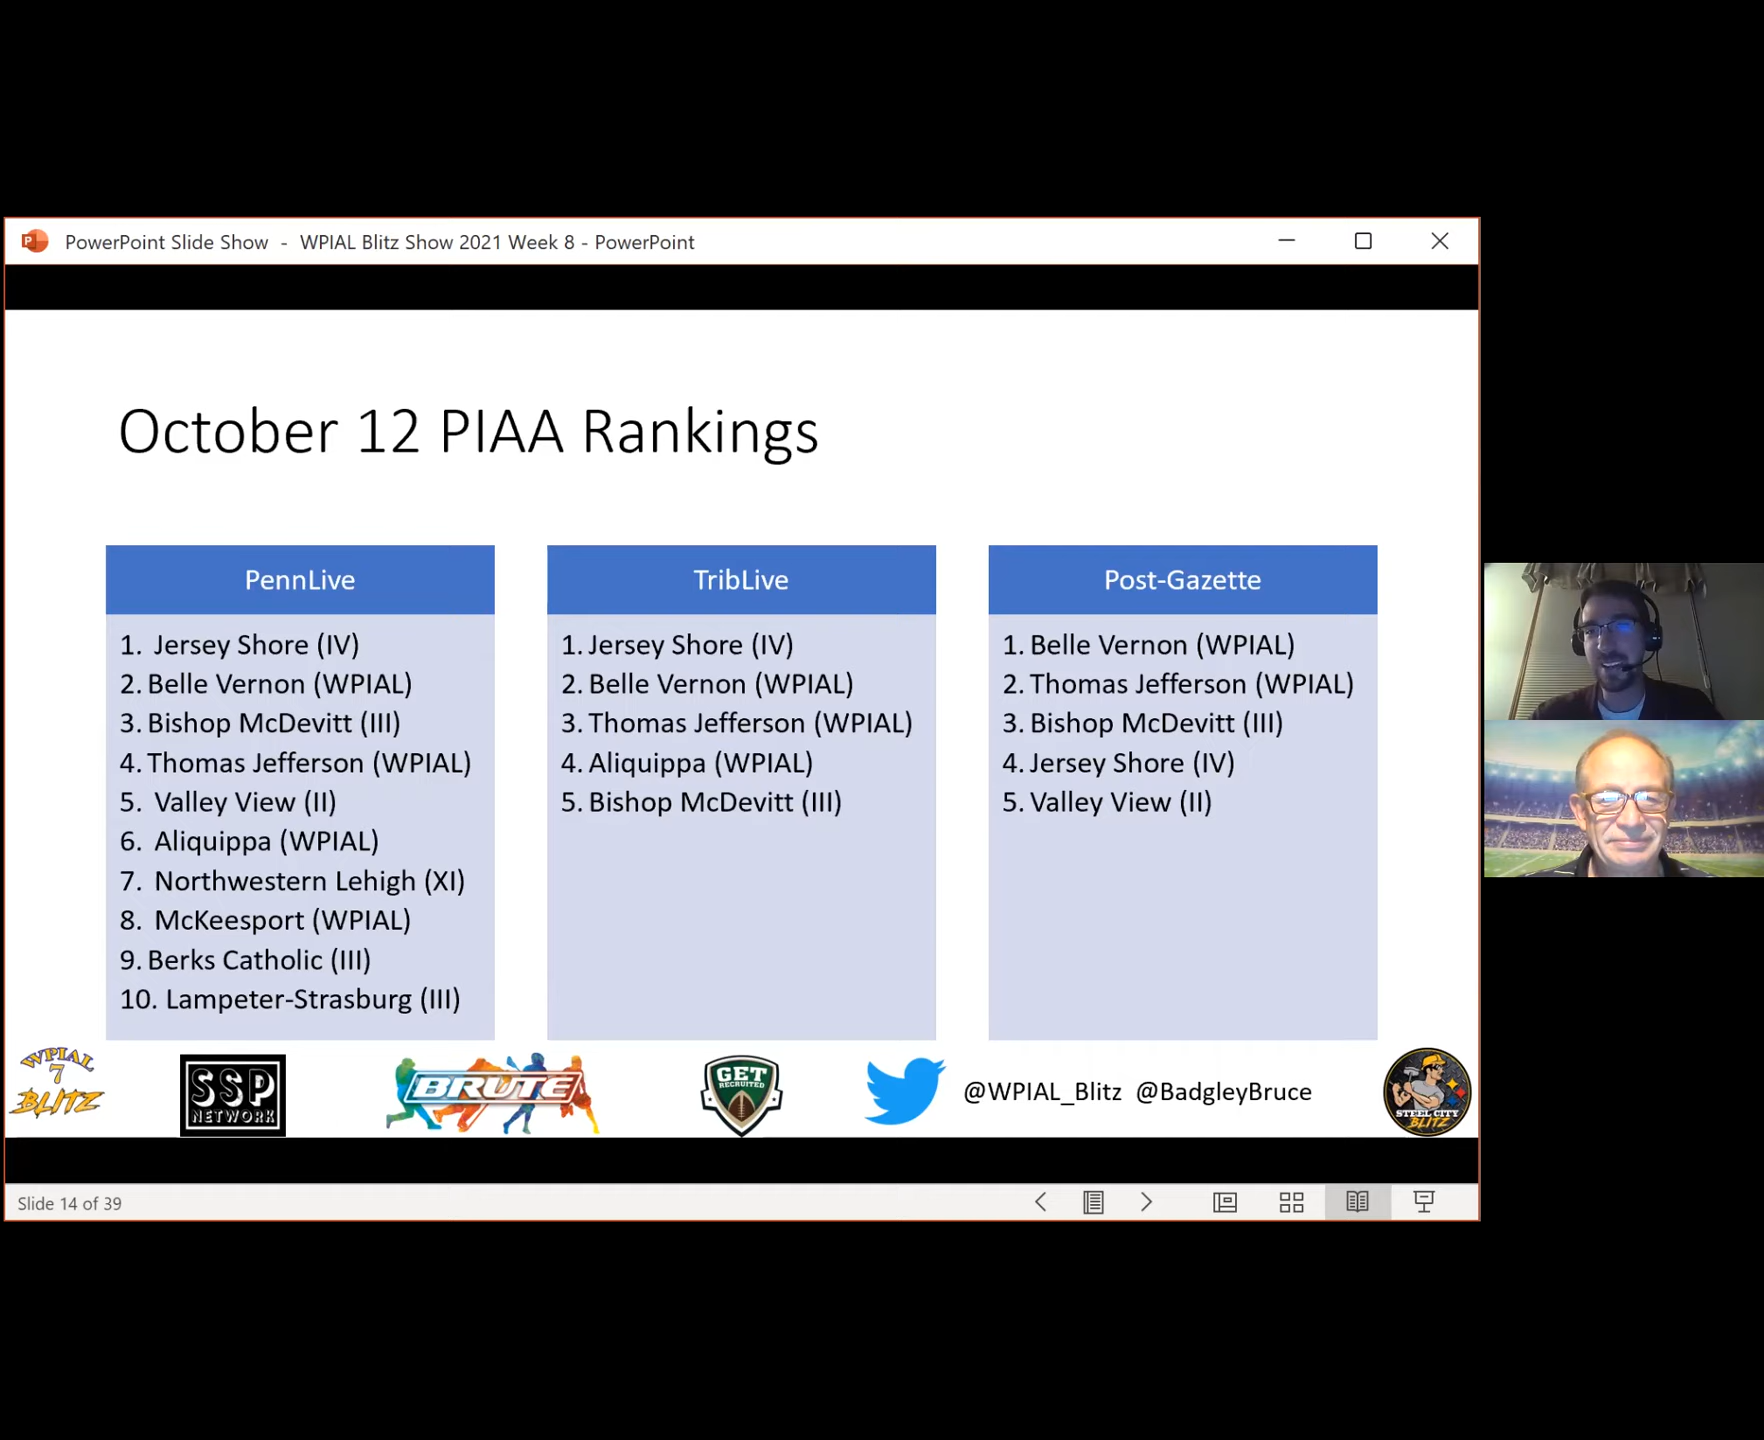 PowerPoint Slide Show - WPIAL Blitz Show 2021 Week 8 - PowerPoint
October 12 PIAA Rankings
PennLive
1. Jersey Shore (IV)
2. Belle Vernon (WPIAL)
3. Bishop McDevitt (III)
4. Thomas Jefferson (WPIAL)
5. Valley View (II)
6. Aliquippa (WPIAL)
7. Northwestern Lehigh (XI)
8. McKeesport (WPIAL)
9. Berks Catholic (III)
10. Lampeter-Strasburg (III)
TribLive
1. Jersey Shore (IV)
2. Belle Vernon (WPIAL)
3. Thomas Jefferson (WPIAL)
4. Aliquippa (WPIAL)
5. Bishop McDevitt (III)
Post-Gazette
1. Belle Vernon (WPIAL)
2. Thomas Jefferson (WPIAL)
3. Bishop McDevitt (III)
4. Jersey Shore (IV)
5. Valley View (II)
WPIAL
7
BLITZ
SSP
NETWORK
BRUTE
GET
RECRUITED
@WPIAL_Blitz @BadgleyBruce
STEEL CITY
BLITZ
Slide 14 of 39